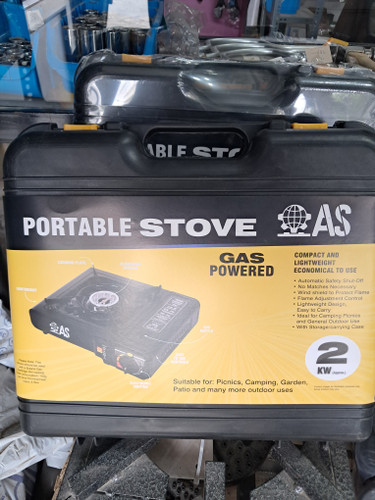 ABLE STO
PORTABLE STOVE AS
GAS
POWERED
COMPACT AND
LIGHTWEIGHT
ECONOMICAL TO USE
• Automatic Safety Shut-Off
• No Matches Necessary
• Wind shield to Protect Flame
• Flame Adjustment Control
• Lightweight Design,
Easy to Carry
• Ideal for Camping Picnics
and General Outdoor Use
• With Storage/carrying Case
AS
2
KW
Suitable for: Picnics, Camping, Garden,
Patio and many more outdoor uses